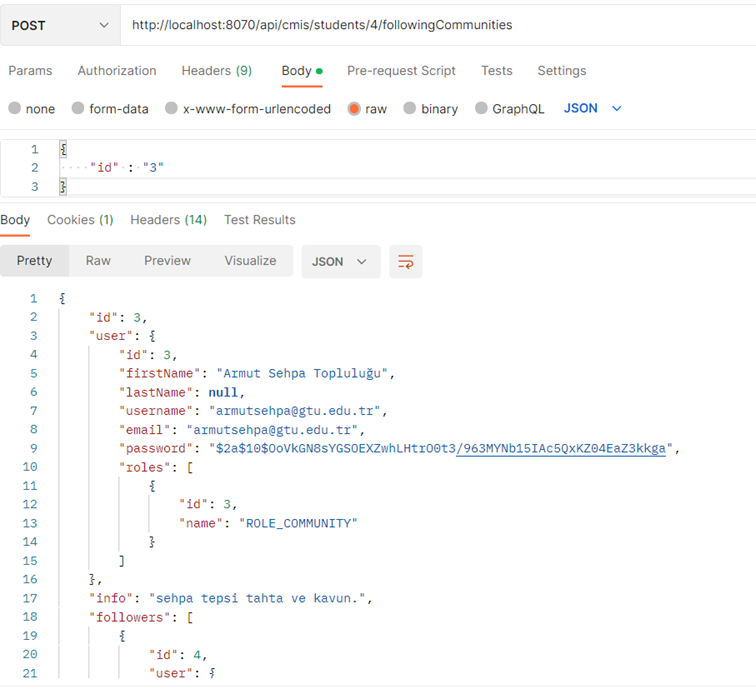 POST http://localhost:8070/api/cmis/students/4/followingCommunities
Params Authorization Headers (9) Body Pre-request Script Tests Settings
none form-data x-www-form-urlencoded raw binary GraphQL JSON
1 {
2 "id" : "3"
3 }
Body Cookies (1) Headers (14) Test Results
Pretty Raw Preview Visualize JSON
1 {
2 "id": 3,
3 "user": {
4 "id": 3,
5 "firstName": "Armut Sehpa Topluluğu",
6 "lastName": null,
7 "username": "armutsehpa@gtu.edu.tr",
8 "email": "armutsehpa@gtu.edu.tr",
9 "password": "$2a$10$OoVkGN8sYGSOEXZwhLHtrO0t3/963MYNb15IAc5QxKZ04EaZ3kkga",
10 "roles": [
11 {
12 "id": 3,
13 "name": "ROLE_COMMUNITY"
14 }
15 ]
16 },
17 "info": "sehpa tepsi tahta ve kavun.",
18 "followers": [
19 {
20 "id": 4,
21 "user": {